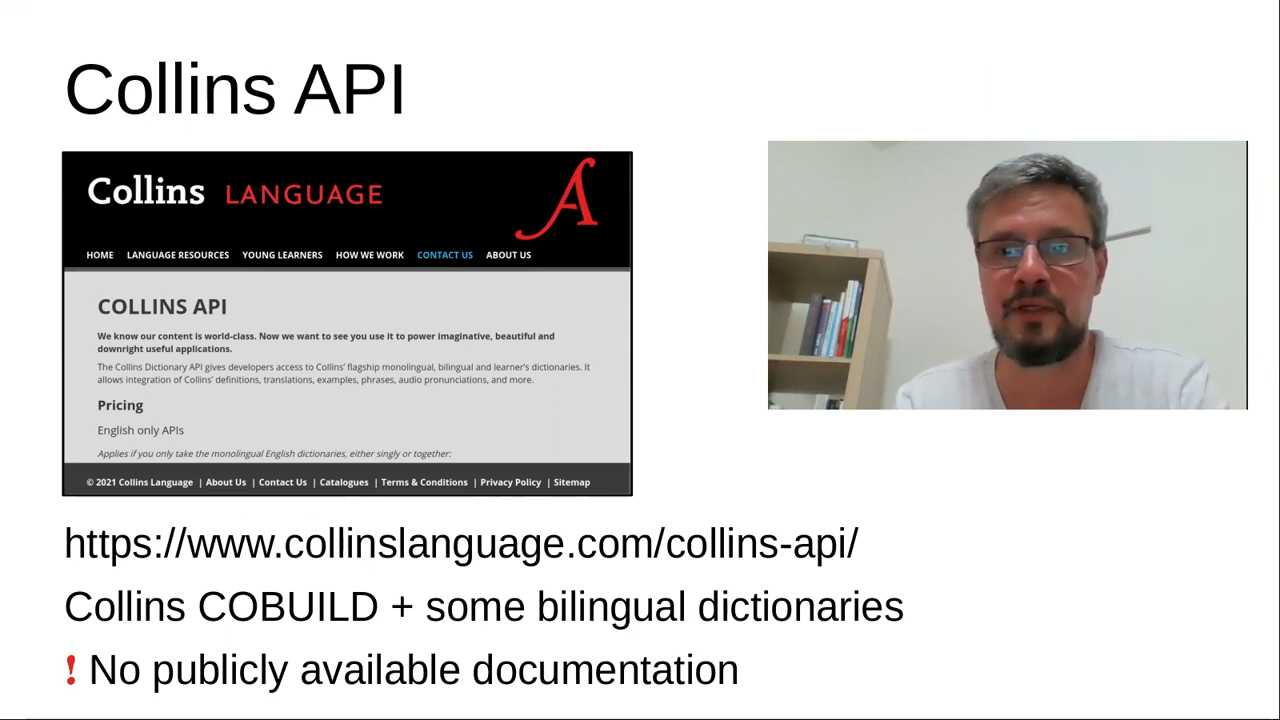 Collins API
Collins LANGUAGE
HOME LANGUAGE RESOURCES YOUNG LEARNERS HOW WE WORK CONTACT US ABOUT US
COLLINS API
We know our content is world-class. Now we want to see you use it to power imaginative, beautiful and
downright useful applications.
The Collins Dictionary API gives developers access to Collins’ flagship monolingual, bilingual and learner’s dictionaries. It
allows integration of Collins’ definitions, translations, examples, phrases, audio pronunciations, and more.
Pricing
English only APIs
Applies if you only take the monolingual English dictionaries, either singly or together:
© 2021 Collins Language | About Us | Contact Us | Catalogues | Terms & Conditions | Privacy Policy | Sitemap
https://www.collinslanguage.com/collins-api/
Collins COBUILD + some bilingual dictionaries
! No publicly available documentation